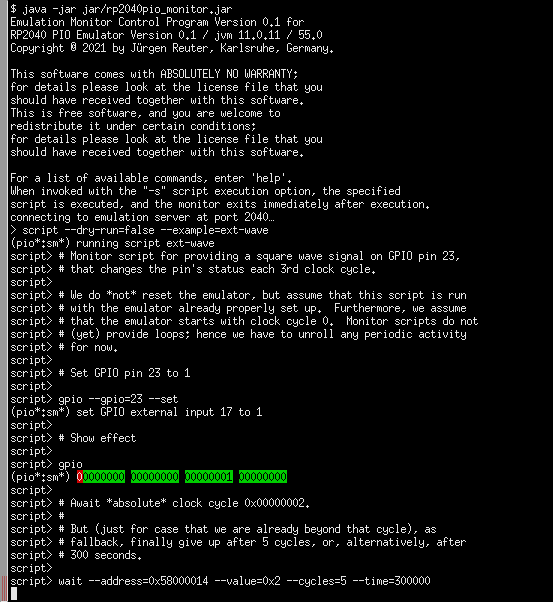 $ java -jar jar/rp2040pio_monitor.jar
Emulation Monitor Control Program Version 0.1 for
RP2040 PIO Emulator Version 0.1 / jvm 11.0.11 / 55.0
Copyright © 2021 by Jürgen Reuter, Karlsruhe, Germany.

This software comes with ABSOLUTELY NO WARRANTY;
for details please look at the license file that you
should have received together with this software.
This is free software, and you are welcome to
redistribute it under certain conditions;
for details please look at the license file that you
should have received together with this software.

For a list of available commands, enter 'help'.
When invoked with the "-s" script execution option, the specified
script is executed, and the monitor exits immediately after execution.
connecting to emulation server at port 2040…
> script --dry-run=false --example=ext-wave
(pio*:sm*) running script ext-wave
script> # Monitor script for providing a square wave signal on GPIO pin 23,
script> # that changes the pin's status each 3rd clock cycle.
script>
script> # We do *not* reset the emulator, but assume that this script is run
script> # with the emulator already properly set up.  Furthermore, we assume
script> # that the emulator starts with clock cycle 0.  Monitor scripts do not
script> # (yet) provide loops; hence we have to unroll any periodic activity
script> # for now.
script>
script> # Set GPIO pin 23 to 1
script>
script> gpio --gpio=23 --set
(pio*:sm*) set GPIO external input 17 to 1
script>
script> # Show effect
script>
script> gpio
(pio*:sm*) 00000000 00000000 00000001 00000000
script>
script> # Await *absolute* clock cycle 0x00000002.
script> #
script> # But (just for case that we are already beyond that cycle), as
script> # fallback, finally give up after 5 cycles, or, alternatively, after
script> # 300 seconds.
script>
script> wait --address=0x58000014 --value=0x2 --cycles=5 --time=300000